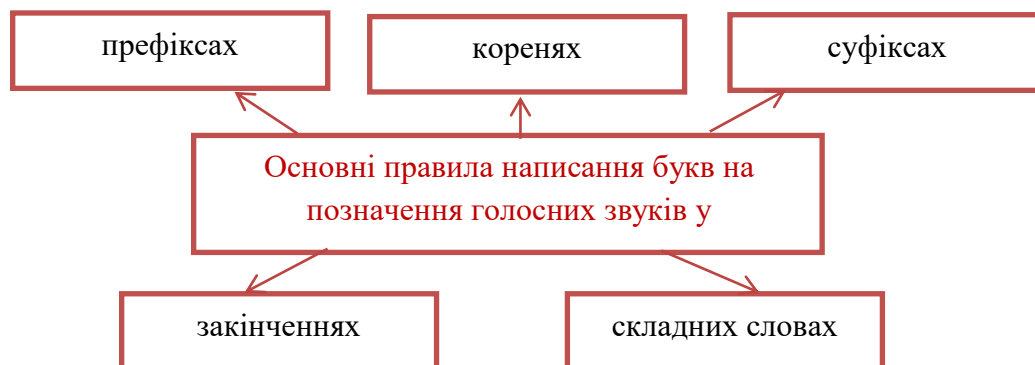 префіксах
коренях
суфіксах
Основні правила написання букв на
позначення голосних звуків у
закінченнях
складних словах